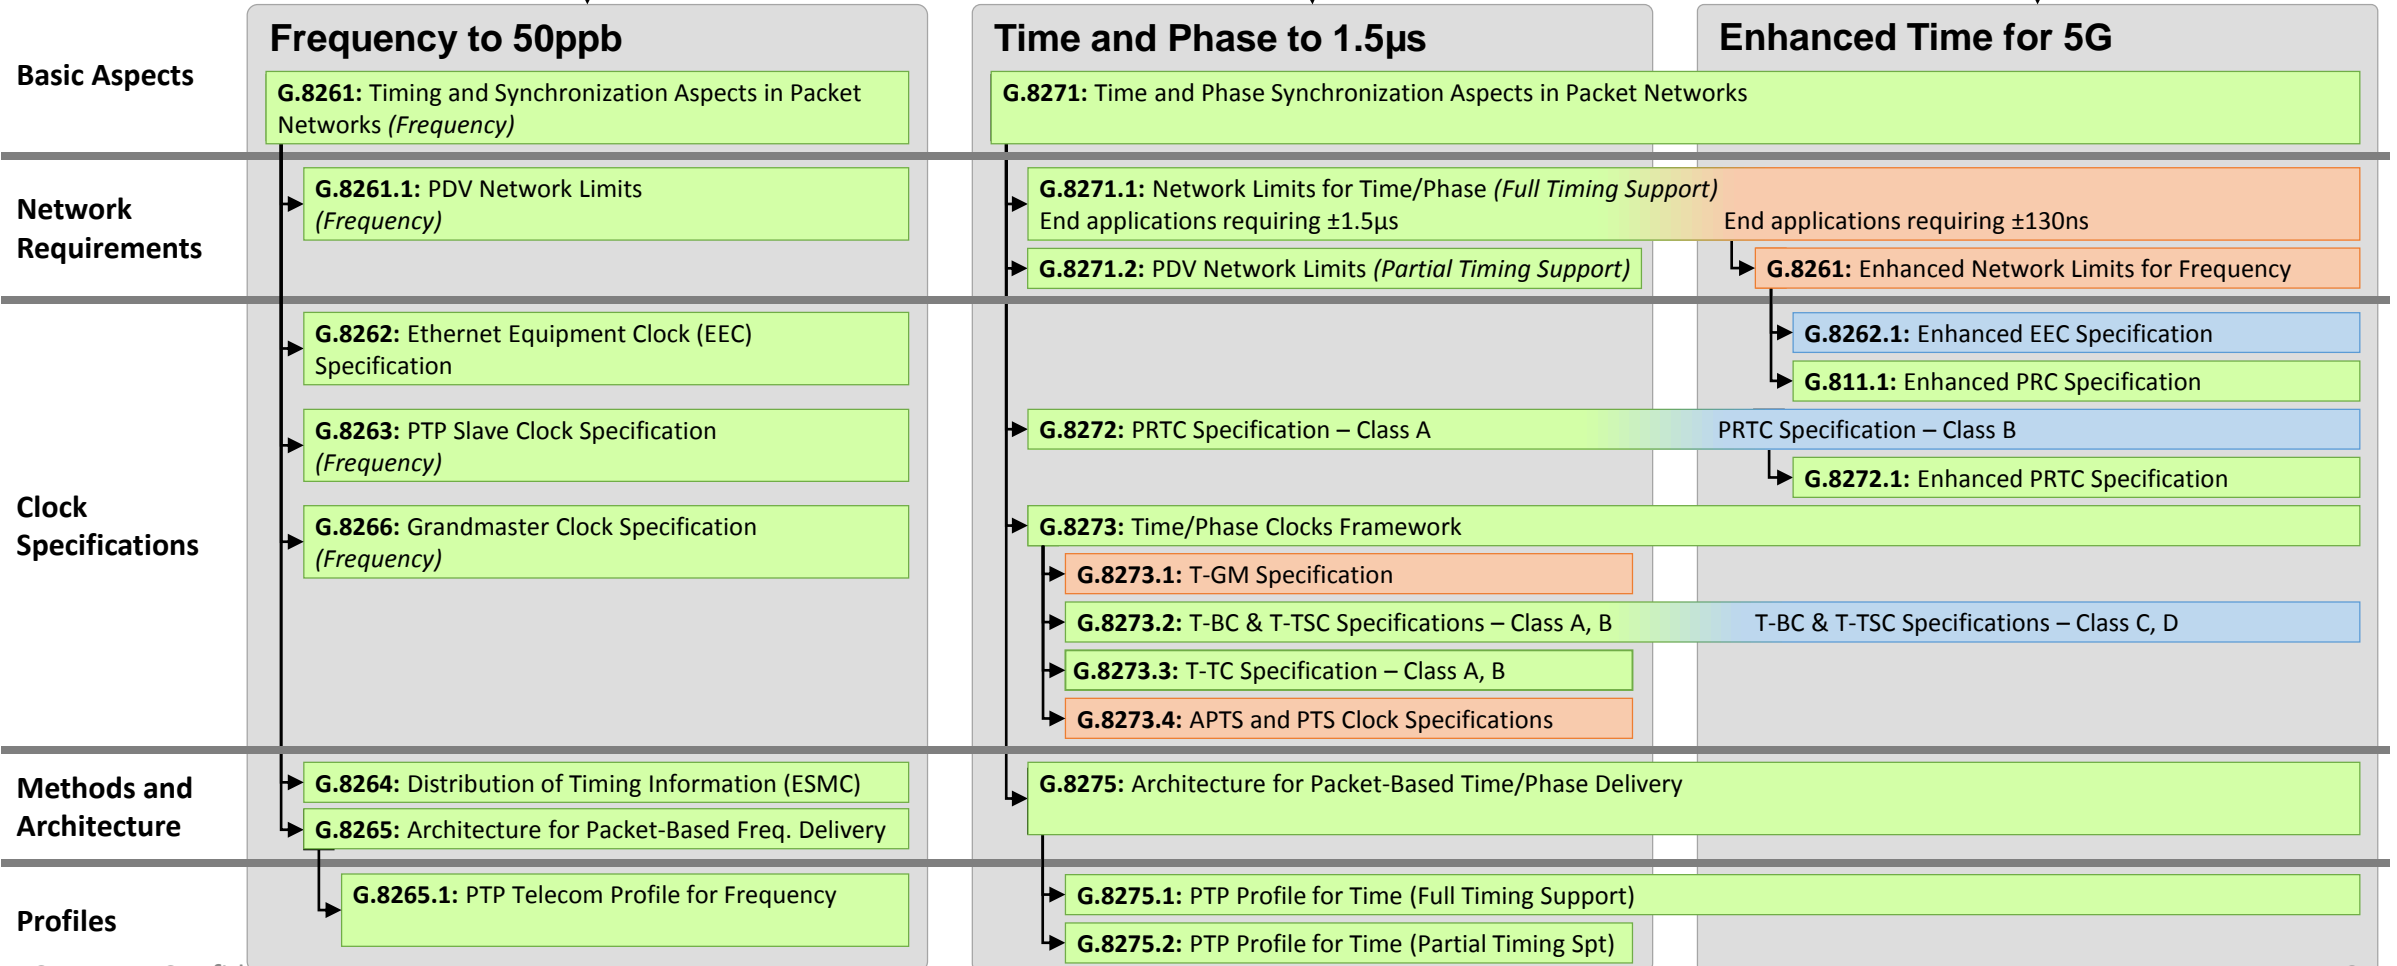 Frequency to 50ppb
Time and Phase to 1.5µs
Enhanced Time for 5G
Basic Aspects
G.8261: Timing and Synchronization Aspects in Packet
Networks (Frequency)
G.8271: Time and Phase Synchronization Aspects in Packet Networks
Network
Requirements
G.8261.1: PDV Network Limits
(Frequency)
G.8271.1: Network Limits for Time/Phase (Full Timing Support)
End applications requiring ±1.5µs
End applications requiring ±130ns
G.8271.2: PDV Network Limits (Partial Timing Support)
G.8261: Enhanced Network Limits for Frequency
Clock
Specifications
G.8262: Ethernet Equipment Clock (EEC)
Specification
G.8262.1: Enhanced EEC Specification
G.811.1: Enhanced PRC Specification
G.8263: PTP Slave Clock Specification
(Frequency)
G.8272: PRTC Specification – Class A
PRTC Specification – Class B
G.8272.1: Enhanced PRTC Specification
G.8266: Grandmaster Clock Specification
(Frequency)
G.8273: Time/Phase Clocks Framework
G.8273.1: T-GM Specification
G.8273.2: T-BC & T-TSC Specifications – Class A, B
T-BC & T-TSC Specifications – Class C, D
G.8273.3: T-TC Specification – Class A, B
G.8273.4: APTS and PTS Clock Specifications
Methods and
Architecture
G.8264: Distribution of Timing Information (ESMC)
G.8265: Architecture for Packet-Based Freq. Delivery
G.8275: Architecture for Packet-Based Time/Phase Delivery
Profiles
G.8265.1: PTP Telecom Profile for Frequency
G.8275.1: PTP Profile for Time (Full Timing Support)
G.8275.2: PTP Profile for Time (Partial Timing Spt)